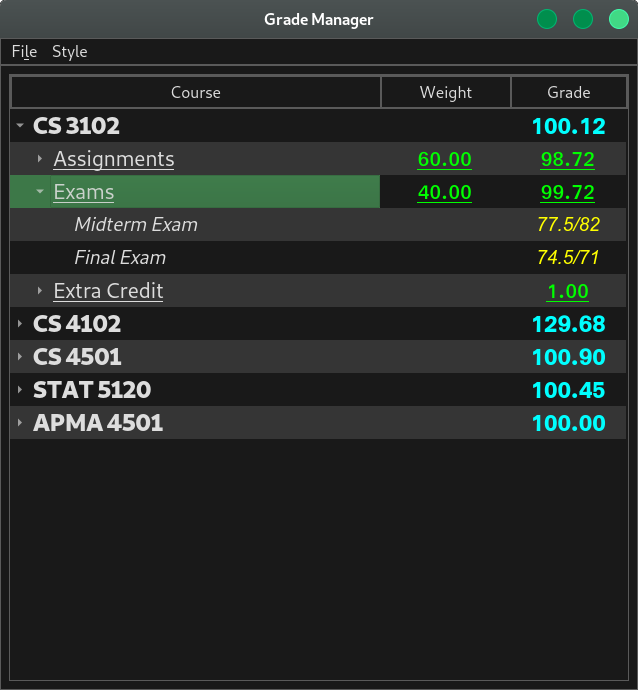 Grade Manager
File Style
Course Weight Grade
CS 3102 100.12
Assignments 60.00 98.72
Exams 40.00 99.72
Midterm Exam 77.5/82
Final Exam 74.5/71
Extra Credit 1.00
CS 4102 129.68
CS 4501 100.90
STAT 5120 100.45
APMA 4501 100.00